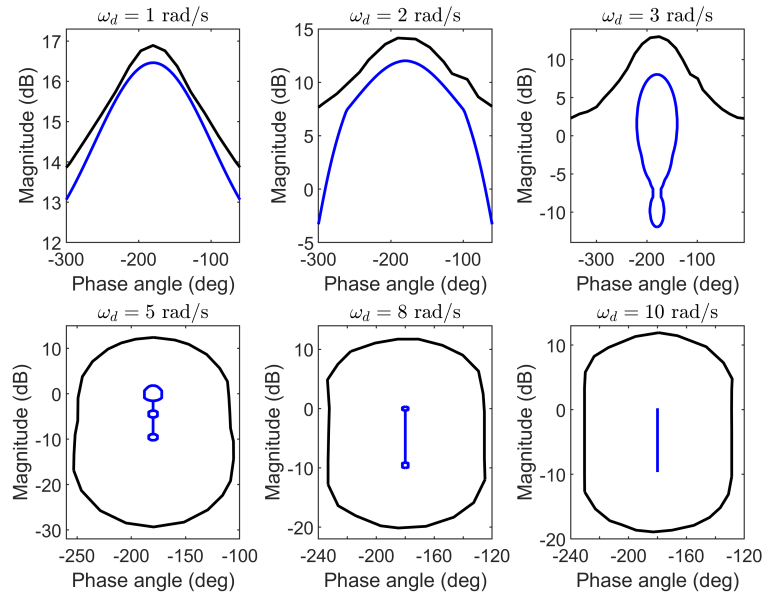 ω_d = 1 rad/s
17
16
15
14
13
12
-300
-200
-100
Magnitude (dB)
Phase angle (deg)
ω_d = 2 rad/s
15
10
5
0
-5
-300
-200
-100
Magnitude (dB)
Phase angle (deg)
ω_d = 3 rad/s
10
5
0
-5
-10
-300
-200
-100
Magnitude (dB)
Phase angle (deg)
ω_d = 5 rad/s
10
0
-10
-20
-30
-250
-200
-150
-100
Magnitude (dB)
Phase angle (deg)
ω_d = 8 rad/s
10
0
-10
-20
-240
-200
-160
-120
Magnitude (dB)
Phase angle (deg)
ω_d = 10 rad/s
10
0
-10
-20
-240
-200
-160
-120
Magnitude (dB)
Phase angle (deg)